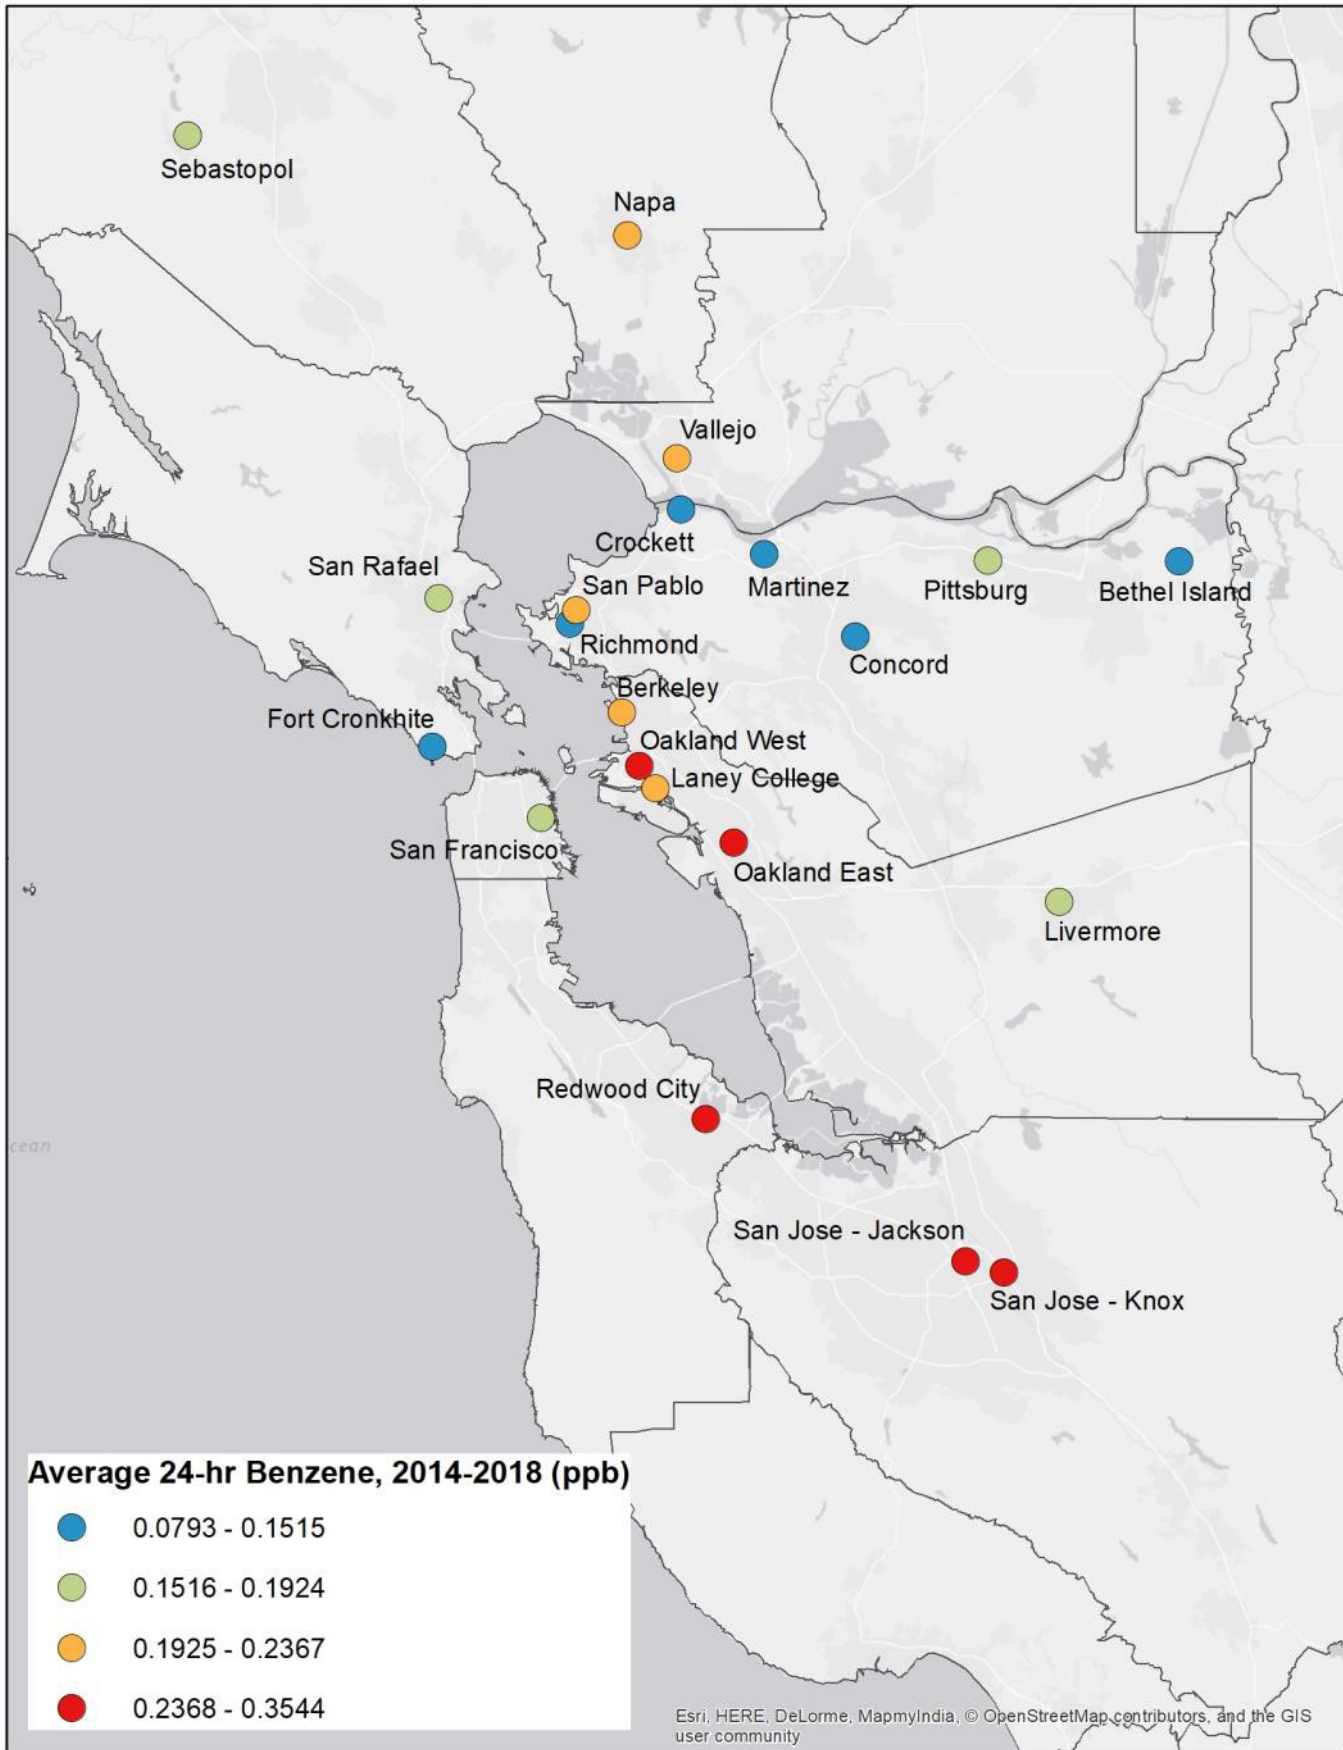 Sebastopol
Napa
Vallejo
Crockett
San Rafael
San Pablo
Martinez
Pittsburg
Bethel Island
Richmond
Concord
Berkeley
Fort Cronkhite
Oakland West
Laney College
San Francisco
Oakland East
Livermore
Redwood City
cean
San Jose - Jackson
San Jose - Knox
Average 24-hr Benzene, 2014-2018 (ppb)
0.0793 - 0.1515
0.1516 - 0.1924
0.1925 - 0.2367
0.2368 - 0.3544
Esri, HERE, DeLorme, MapmyIndia, © OpenStreetMap contributors, and the GIS
user community